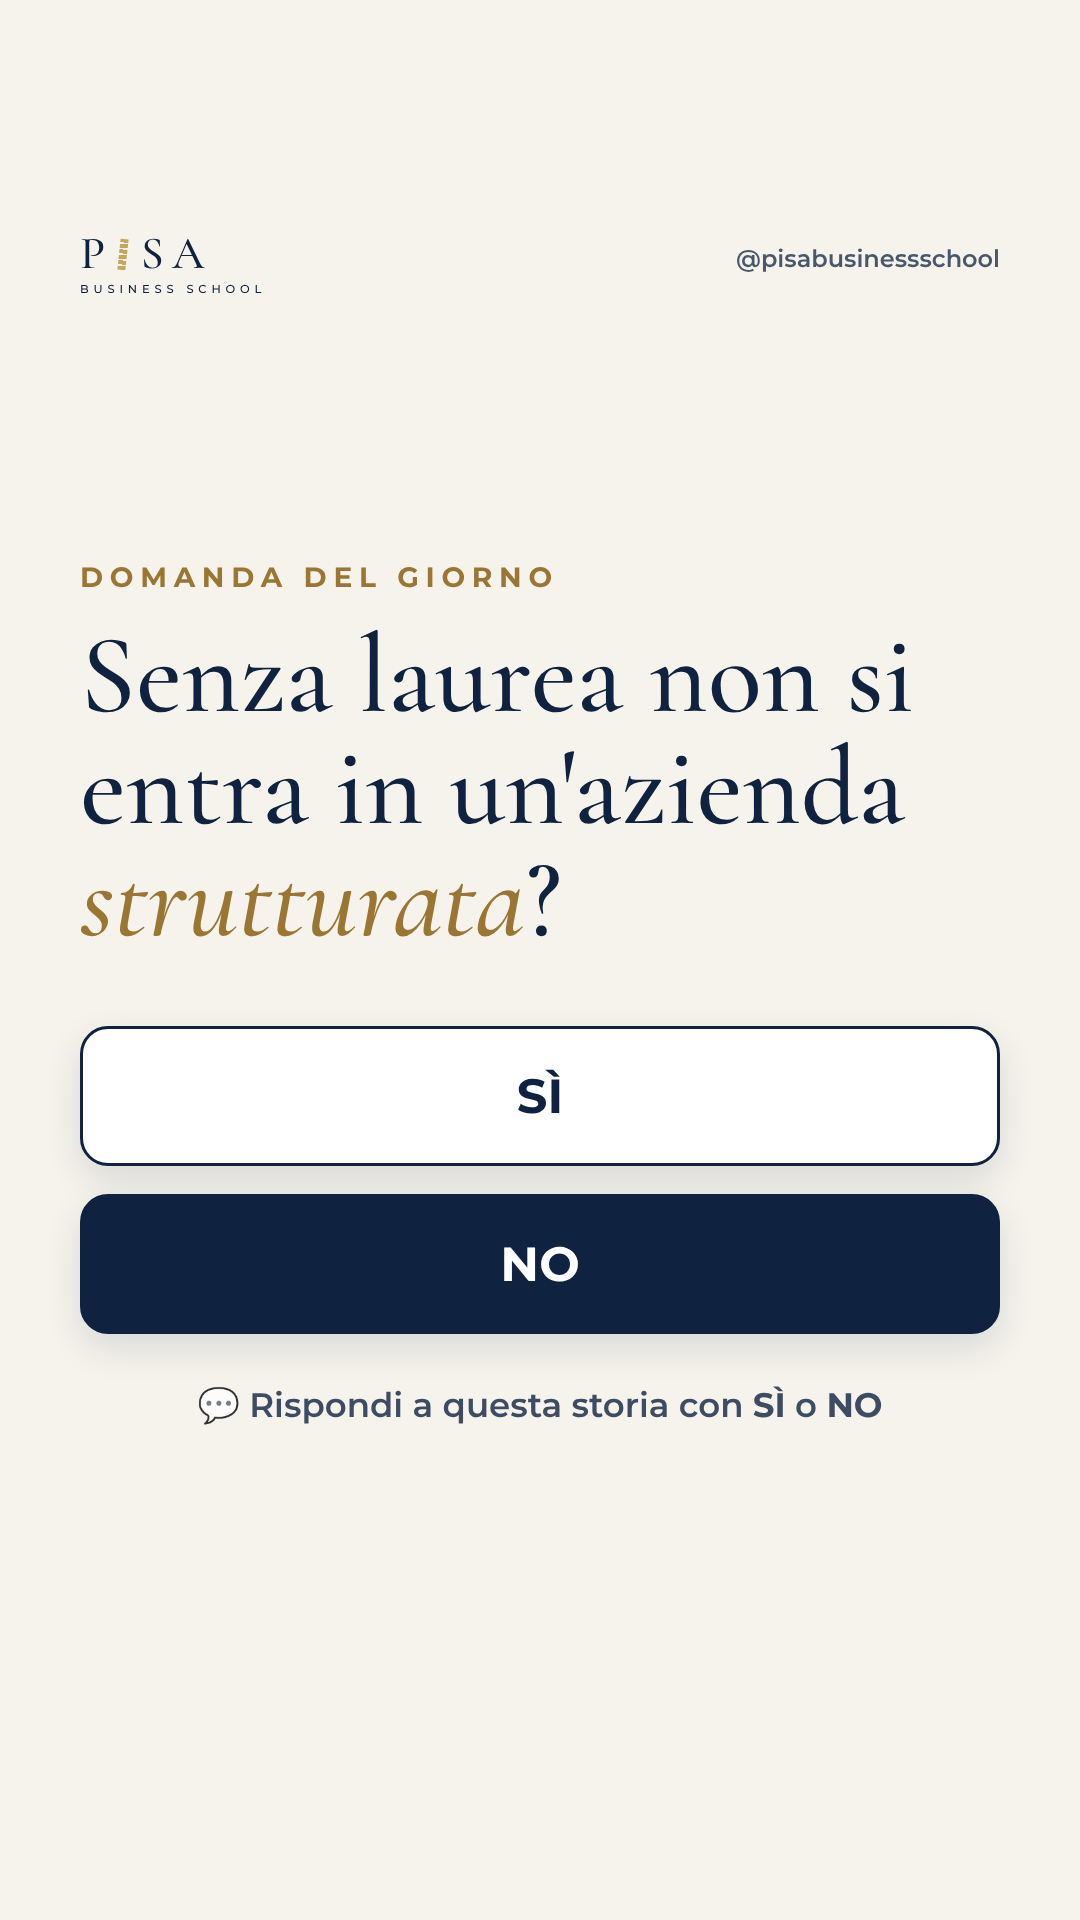 PISA
BUSINESS SCHOOL
@pisabusinessschool
DOMANDA DEL GIORNO
Senza laurea non si
entra in un'azienda
strutturata?
SÌ
NO
💬 Rispondi a questa storia con SÌ o NO